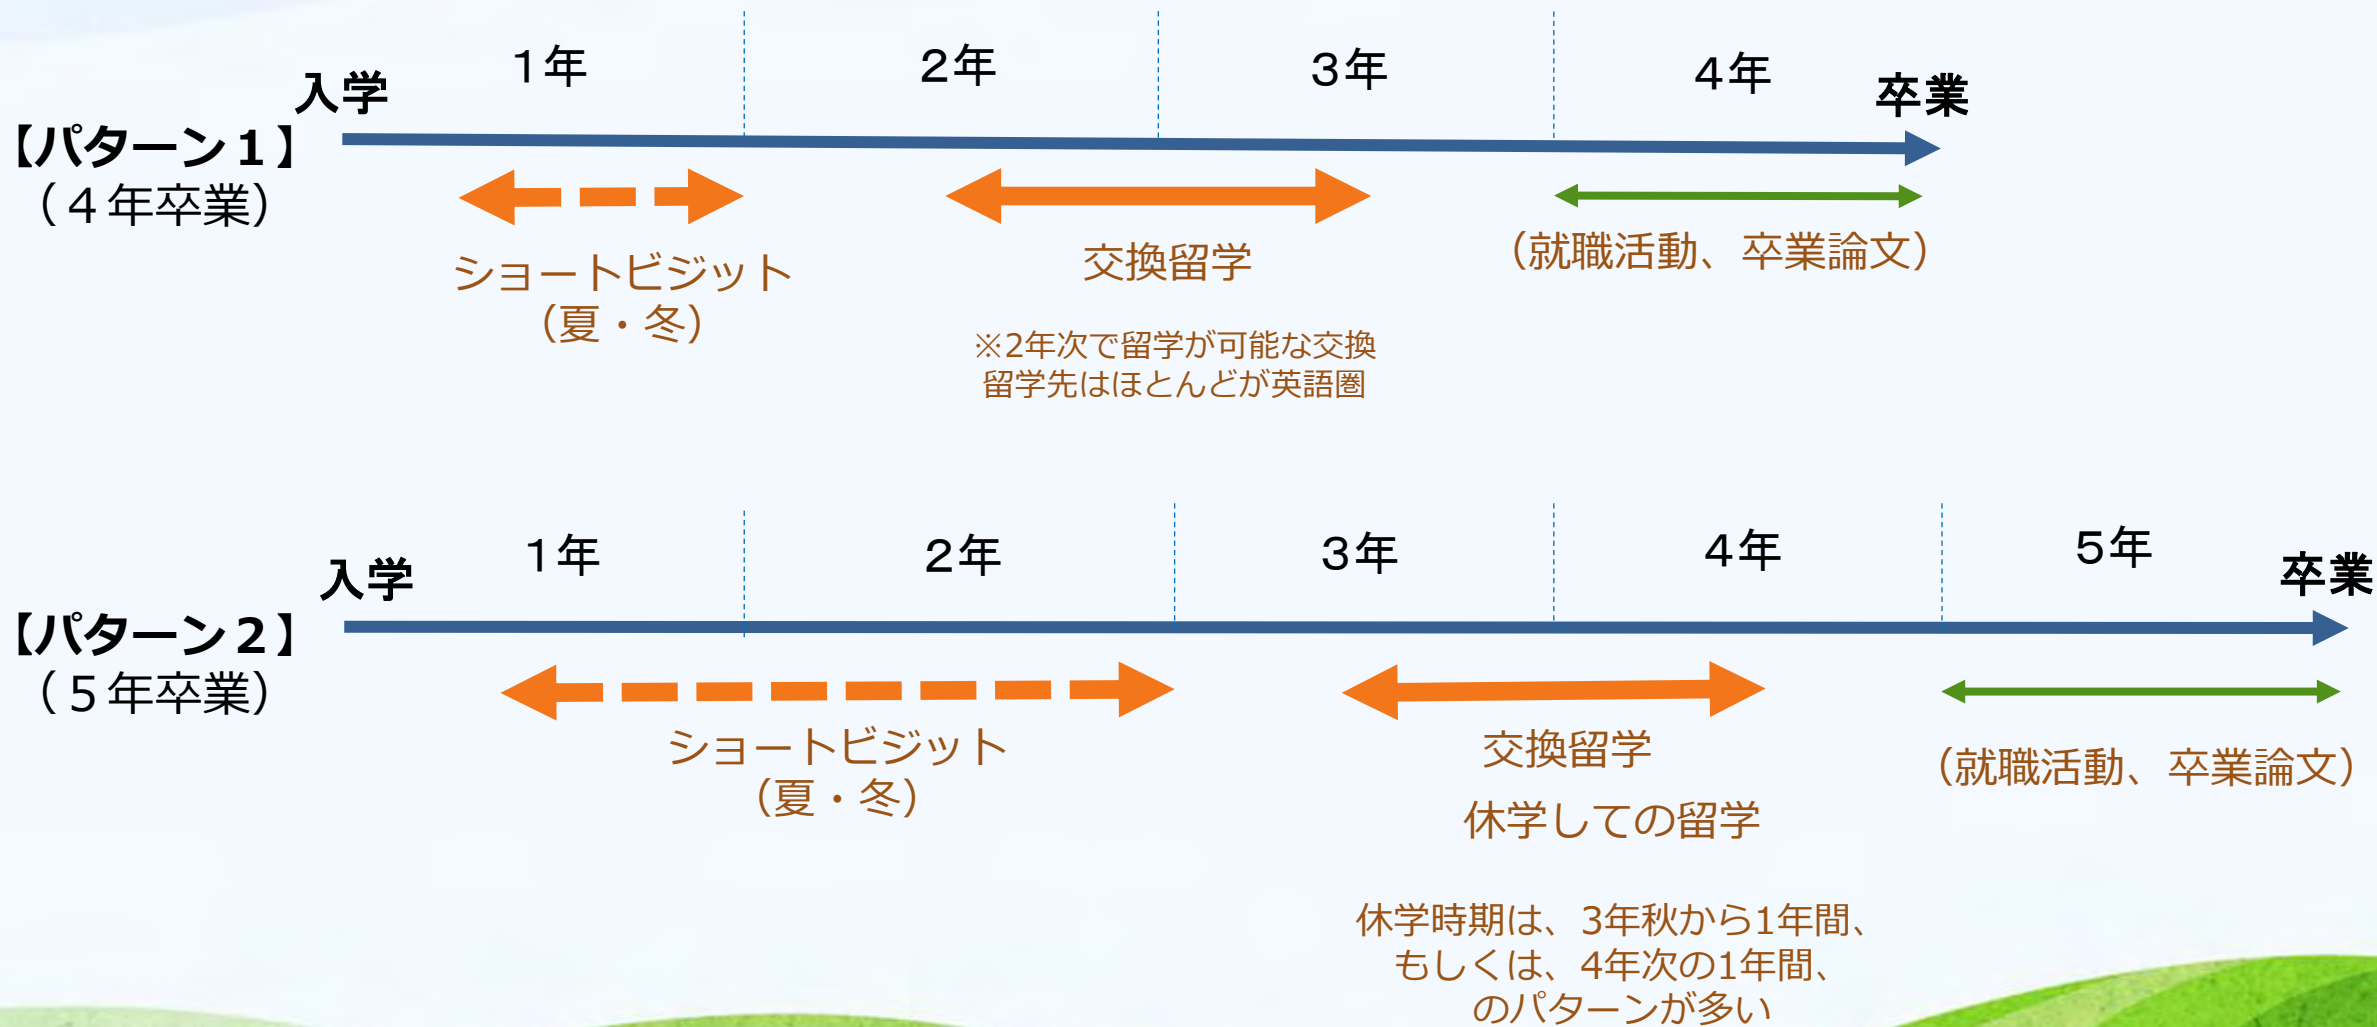 １年
２年
３年
４年
入学
卒業
【パターン１】
（４年卒業）
ショートビジット
（夏・冬）
交換留学
※2年次で留学が可能な交換
留学先はほとんどが英語圏
（就職活動、卒業論文）
１年
２年
３年
４年
５年
入学
卒業
【パターン２】
（５年卒業）
ショートビジット
（夏・冬）
交換留学
休学しての留学
休学時期は、3年秋から1年間、
もしくは、4年次の1年間、
のパターンが多い
（就職活動、卒業論文）